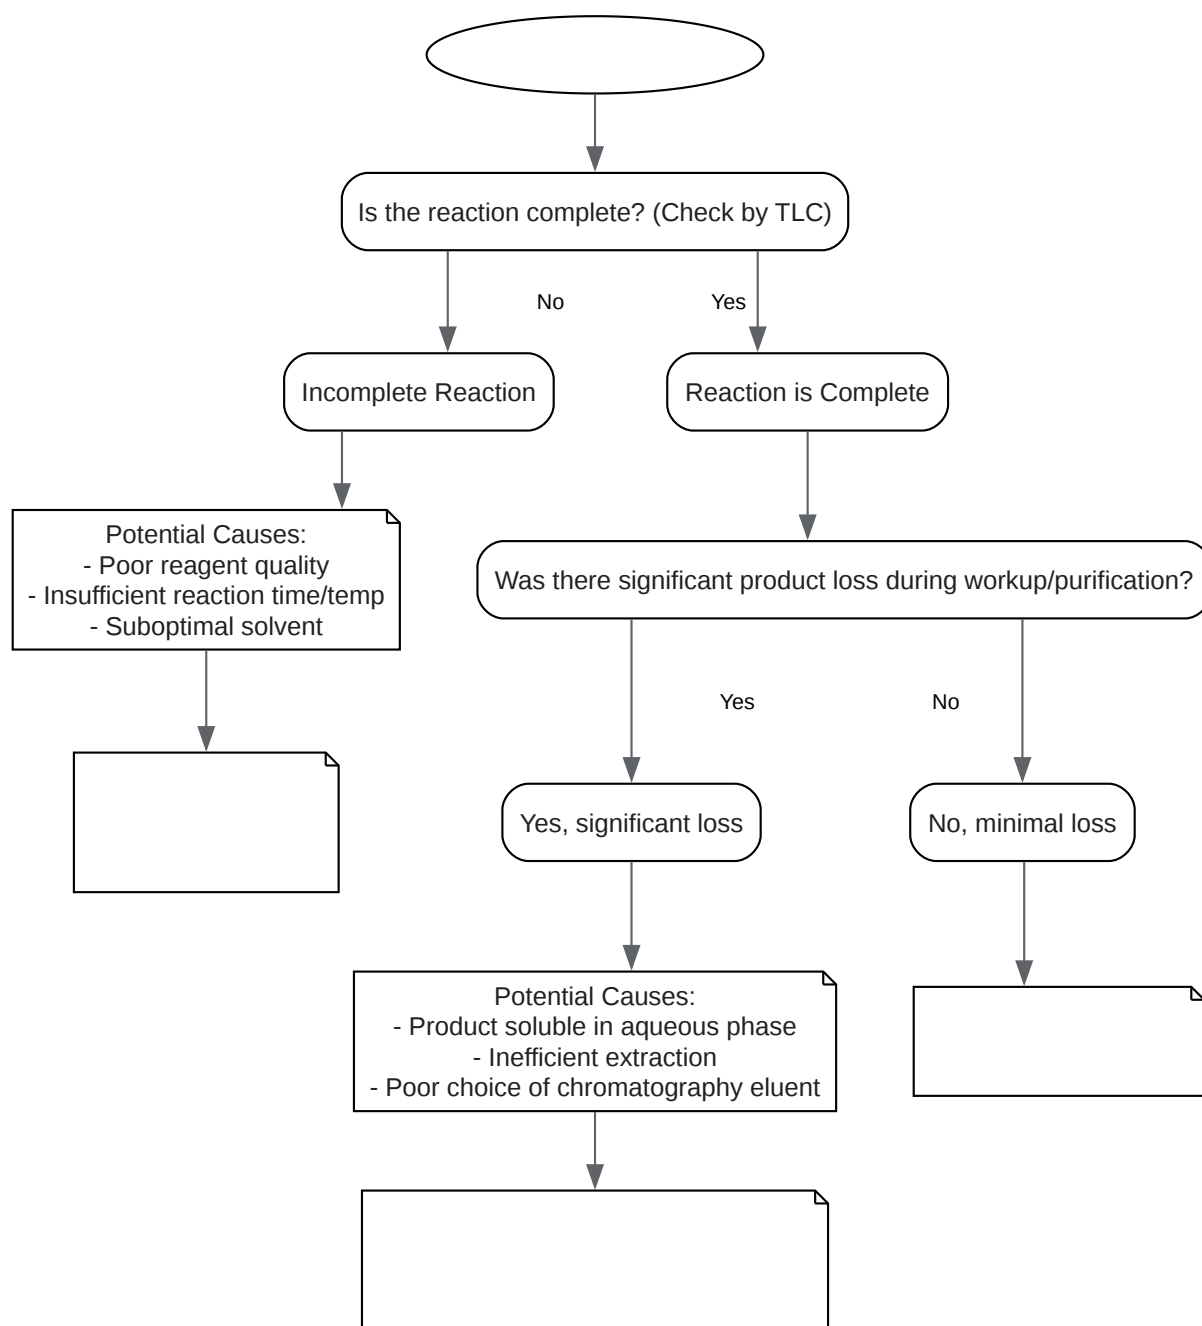 Is the reaction complete? (Check by TLC)
No
Yes
Incomplete Reaction
Reaction is Complete
Potential Causes:
- Poor reagent quality
- Insufficient reaction time/temp
- Suboptimal solvent
Was there significant product loss during workup/purification?
Yes
No
Yes, significant loss
No, minimal loss
Potential Causes:
- Product soluble in aqueous phase
- Inefficient extraction
- Poor choice of chromatography eluent